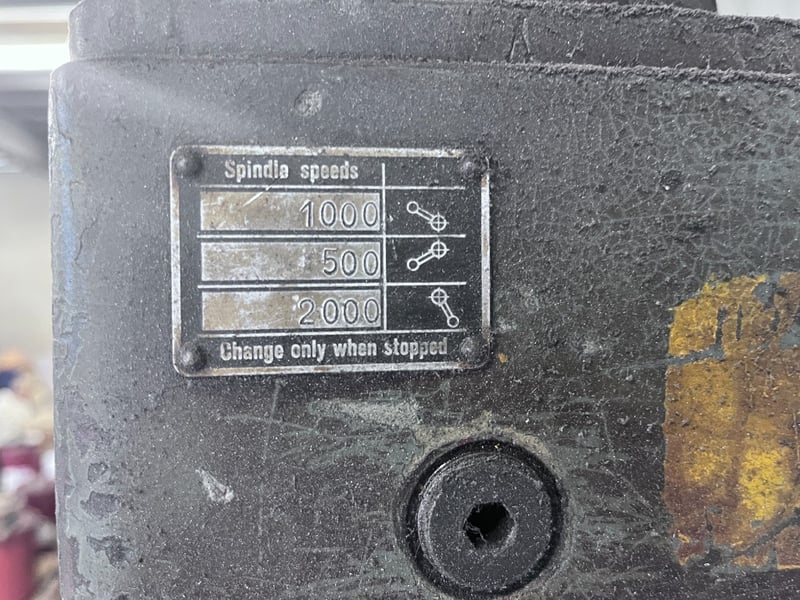 Spindle speeds
1000
500
2000
Change only when stopped